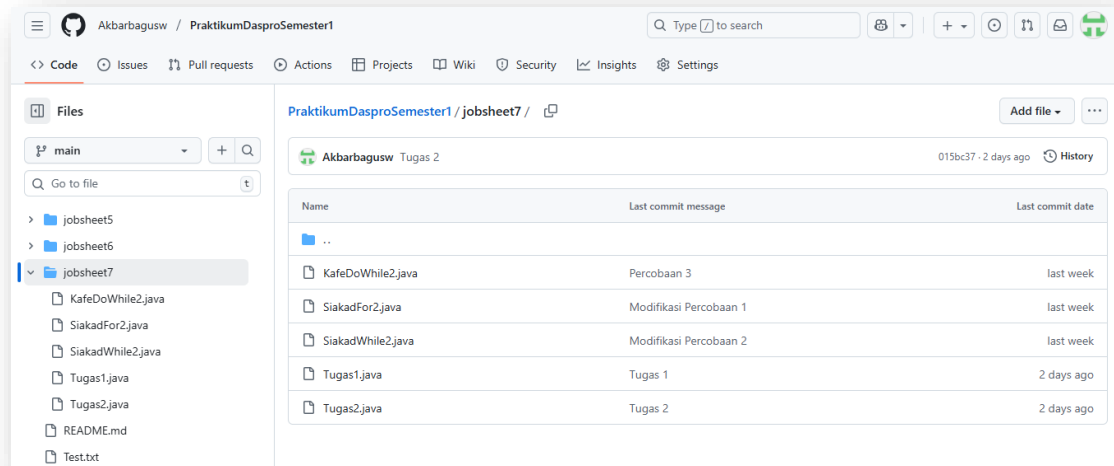 Akbarbagusw / PraktikumDasproSemester1
Type / to search
Code Issues Pull requests Actions Projects Wiki Security Insights Settings
Files
main
Go to file t
jobsheet5
jobsheet6
jobsheet7
KafeDoWhile2.java
SiakadFor2.java
SiakadWhile2.java
Tugas1.java
Tugas2.java
README.md
Test.txt
PraktikumDasproSemester1 / jobsheet7 /
Add file
Akbarbagusw Tugas 2 015bc37 · 2 days ago History
Name Last commit message Last commit date
..
KafeDoWhile2.java Percobaan 3 last week
SiakadFor2.java Modifikasi Percobaan 1 last week
SiakadWhile2.java Modifikasi Percobaan 2 last week
Tugas1.java Tugas 1 2 days ago
Tugas2.java Tugas 2 2 days ago